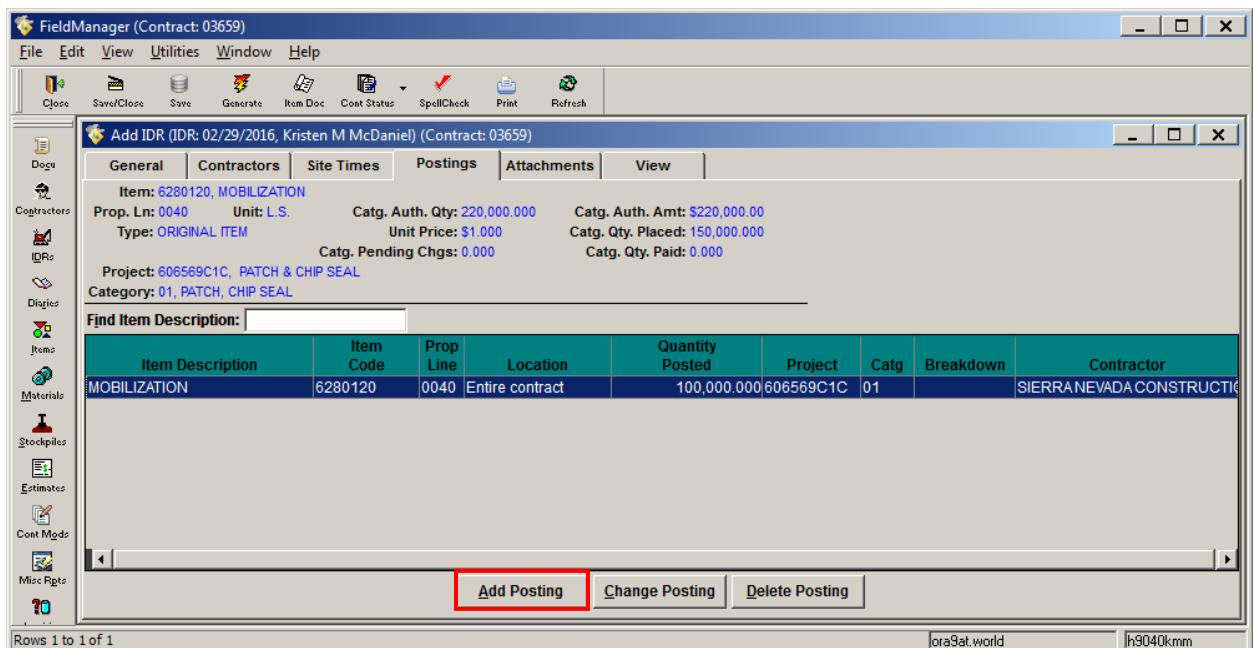 FieldManager (Contract: 03659)
File Edit View Utilities Window Help
Close Save/Close Save Generate Item Doc Cont Status SpellCheck Print Refresh
Add IDR (IDR: 02/29/2016, Kristen M McDaniel) (Contract: 03659)
General Contractors Site Times Postings Attachments View
Item: 6280120, MOBILIZATION
Prop. Ln: 0040 Unit: L.S. Catg. Auth. Qty: 220,000.000 Catg. Auth. Amt: $220,000.00
Type: ORIGINAL ITEM Unit Price: $1.000 Catg. Qty. Placed: 150,000.000
Catg. Pending Chgs: 0.000 Catg. Qty. Paid: 0.000
Project: 606569C1C, PATCH & CHIP SEAL
Category: 01, PATCH, CHIP SEAL
Find Item Description:
Item Description Item Code Prop Line Location Quantity Posted Project Catg Breakdown Contractor
MOBILIZATION 6280120 0040 Entire contract 100,000.000 606569C1C 01 SIERRA NEVADA CONSTRUCTI
Add Posting Change Posting Delete Posting
Docu
Contractors
IDRs
Diaries
Items
Materials
Stockpiles
Estimates
Cont Mods
Misc Rpts
Rows 1 to 1 of 1 ora9at.world h9040kmm